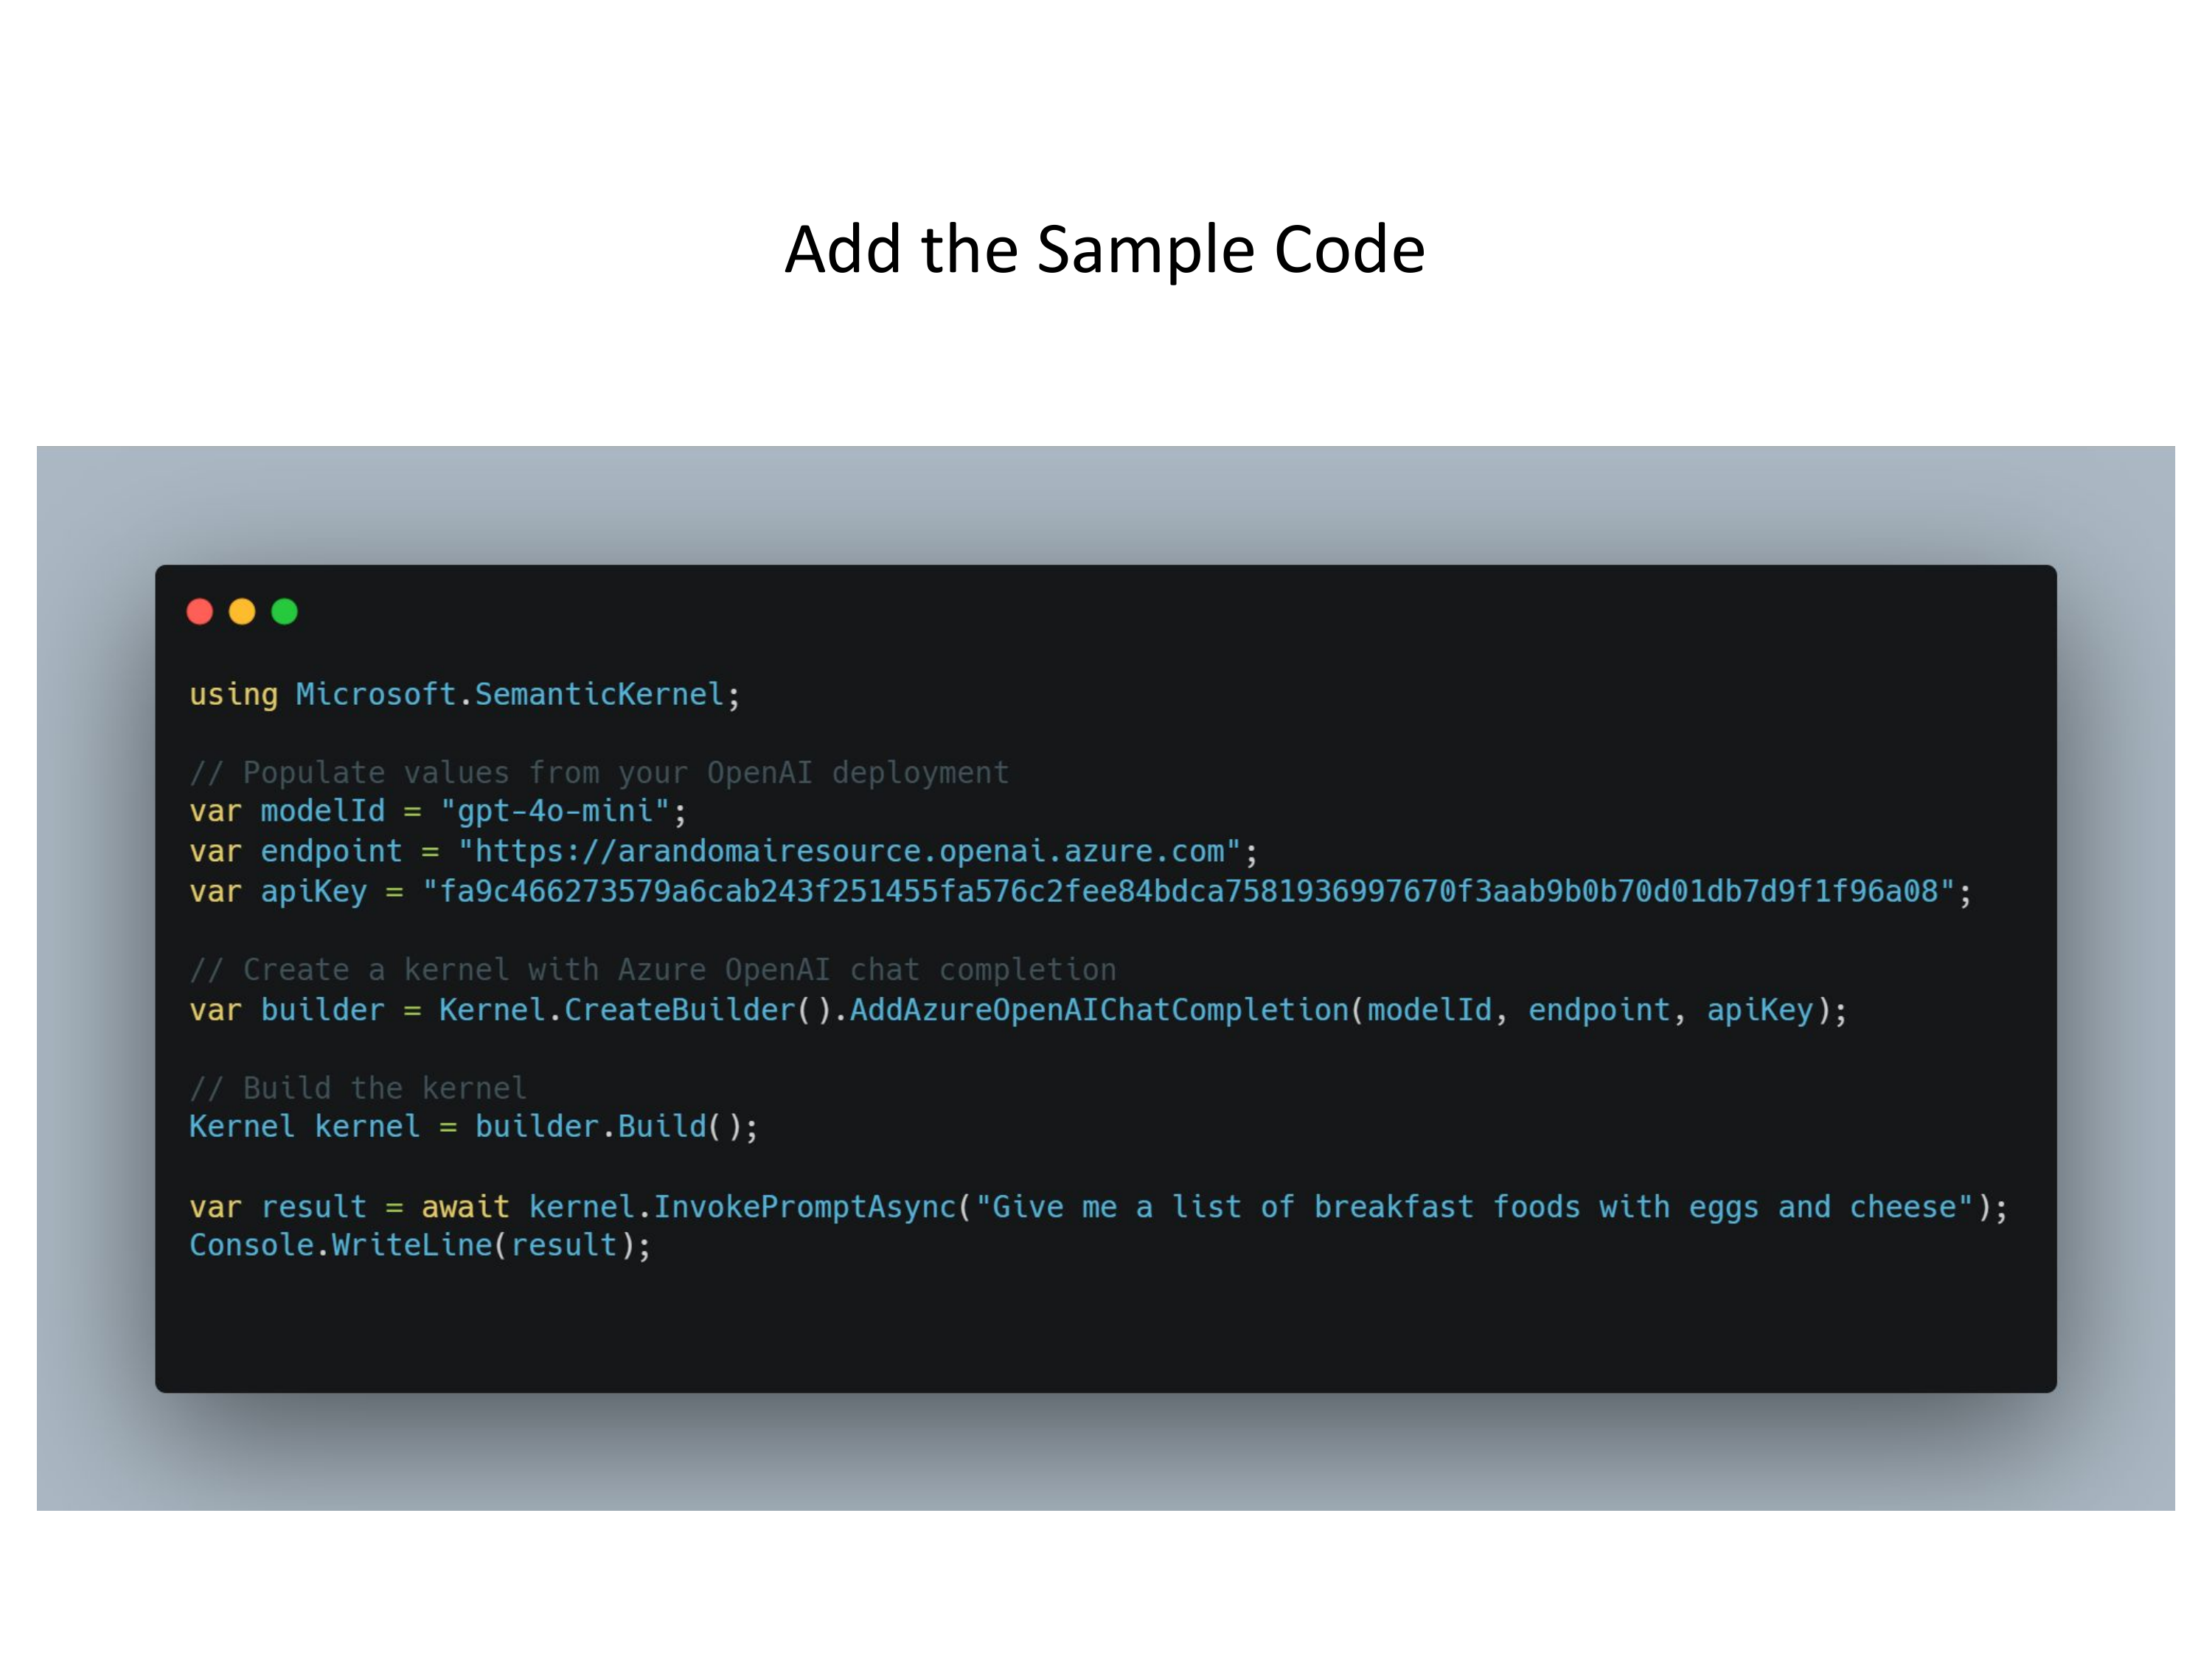 Add the Sample Code
using Microsoft.SemanticKernel;
// Populate values from your OpenAI deployment
var modelId = "gpt-4o-mini";
var endpoint = "https://arandomairesource.openai.azure.com";
var apiKey = "fa9c466273579a6cab243f251455fa576c2fee84bdca7581936997670f3aab9b0b70d01db7d9f1f96a08";
// Create a kernel with Azure OpenAI chat completion
var builder = Kernel.CreateBuilder().AddAzureOpenAIChatCompletion(modelId, endpoint, apiKey);
// Build the kernel
Kernel kernel = builder.Build();
var result = await kernel.InvokePromptAsync("Give me a list of breakfast foods with eggs and cheese");
Console.WriteLine(result);